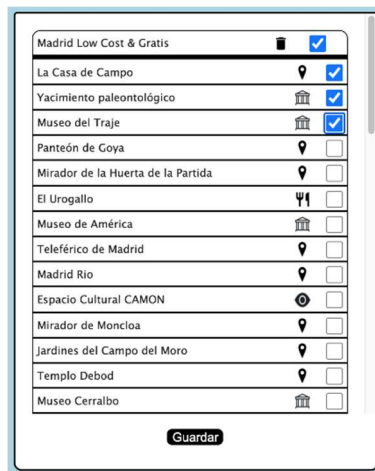 Madrid Low Cost & Gratis
La Casa de Campo
Yacimiento paleontológico
Museo del Traje
Panteón de Goya
Mirador de la Huerta de la Partida
El Urogallo
Museo de América
Teleférico de Madrid
Madrid Rio
Espacio Cultural CAMON
Mirador de Moncloa
Jardines del Campo del Moro
Templo Debod
Museo Cerralbo
Guardar